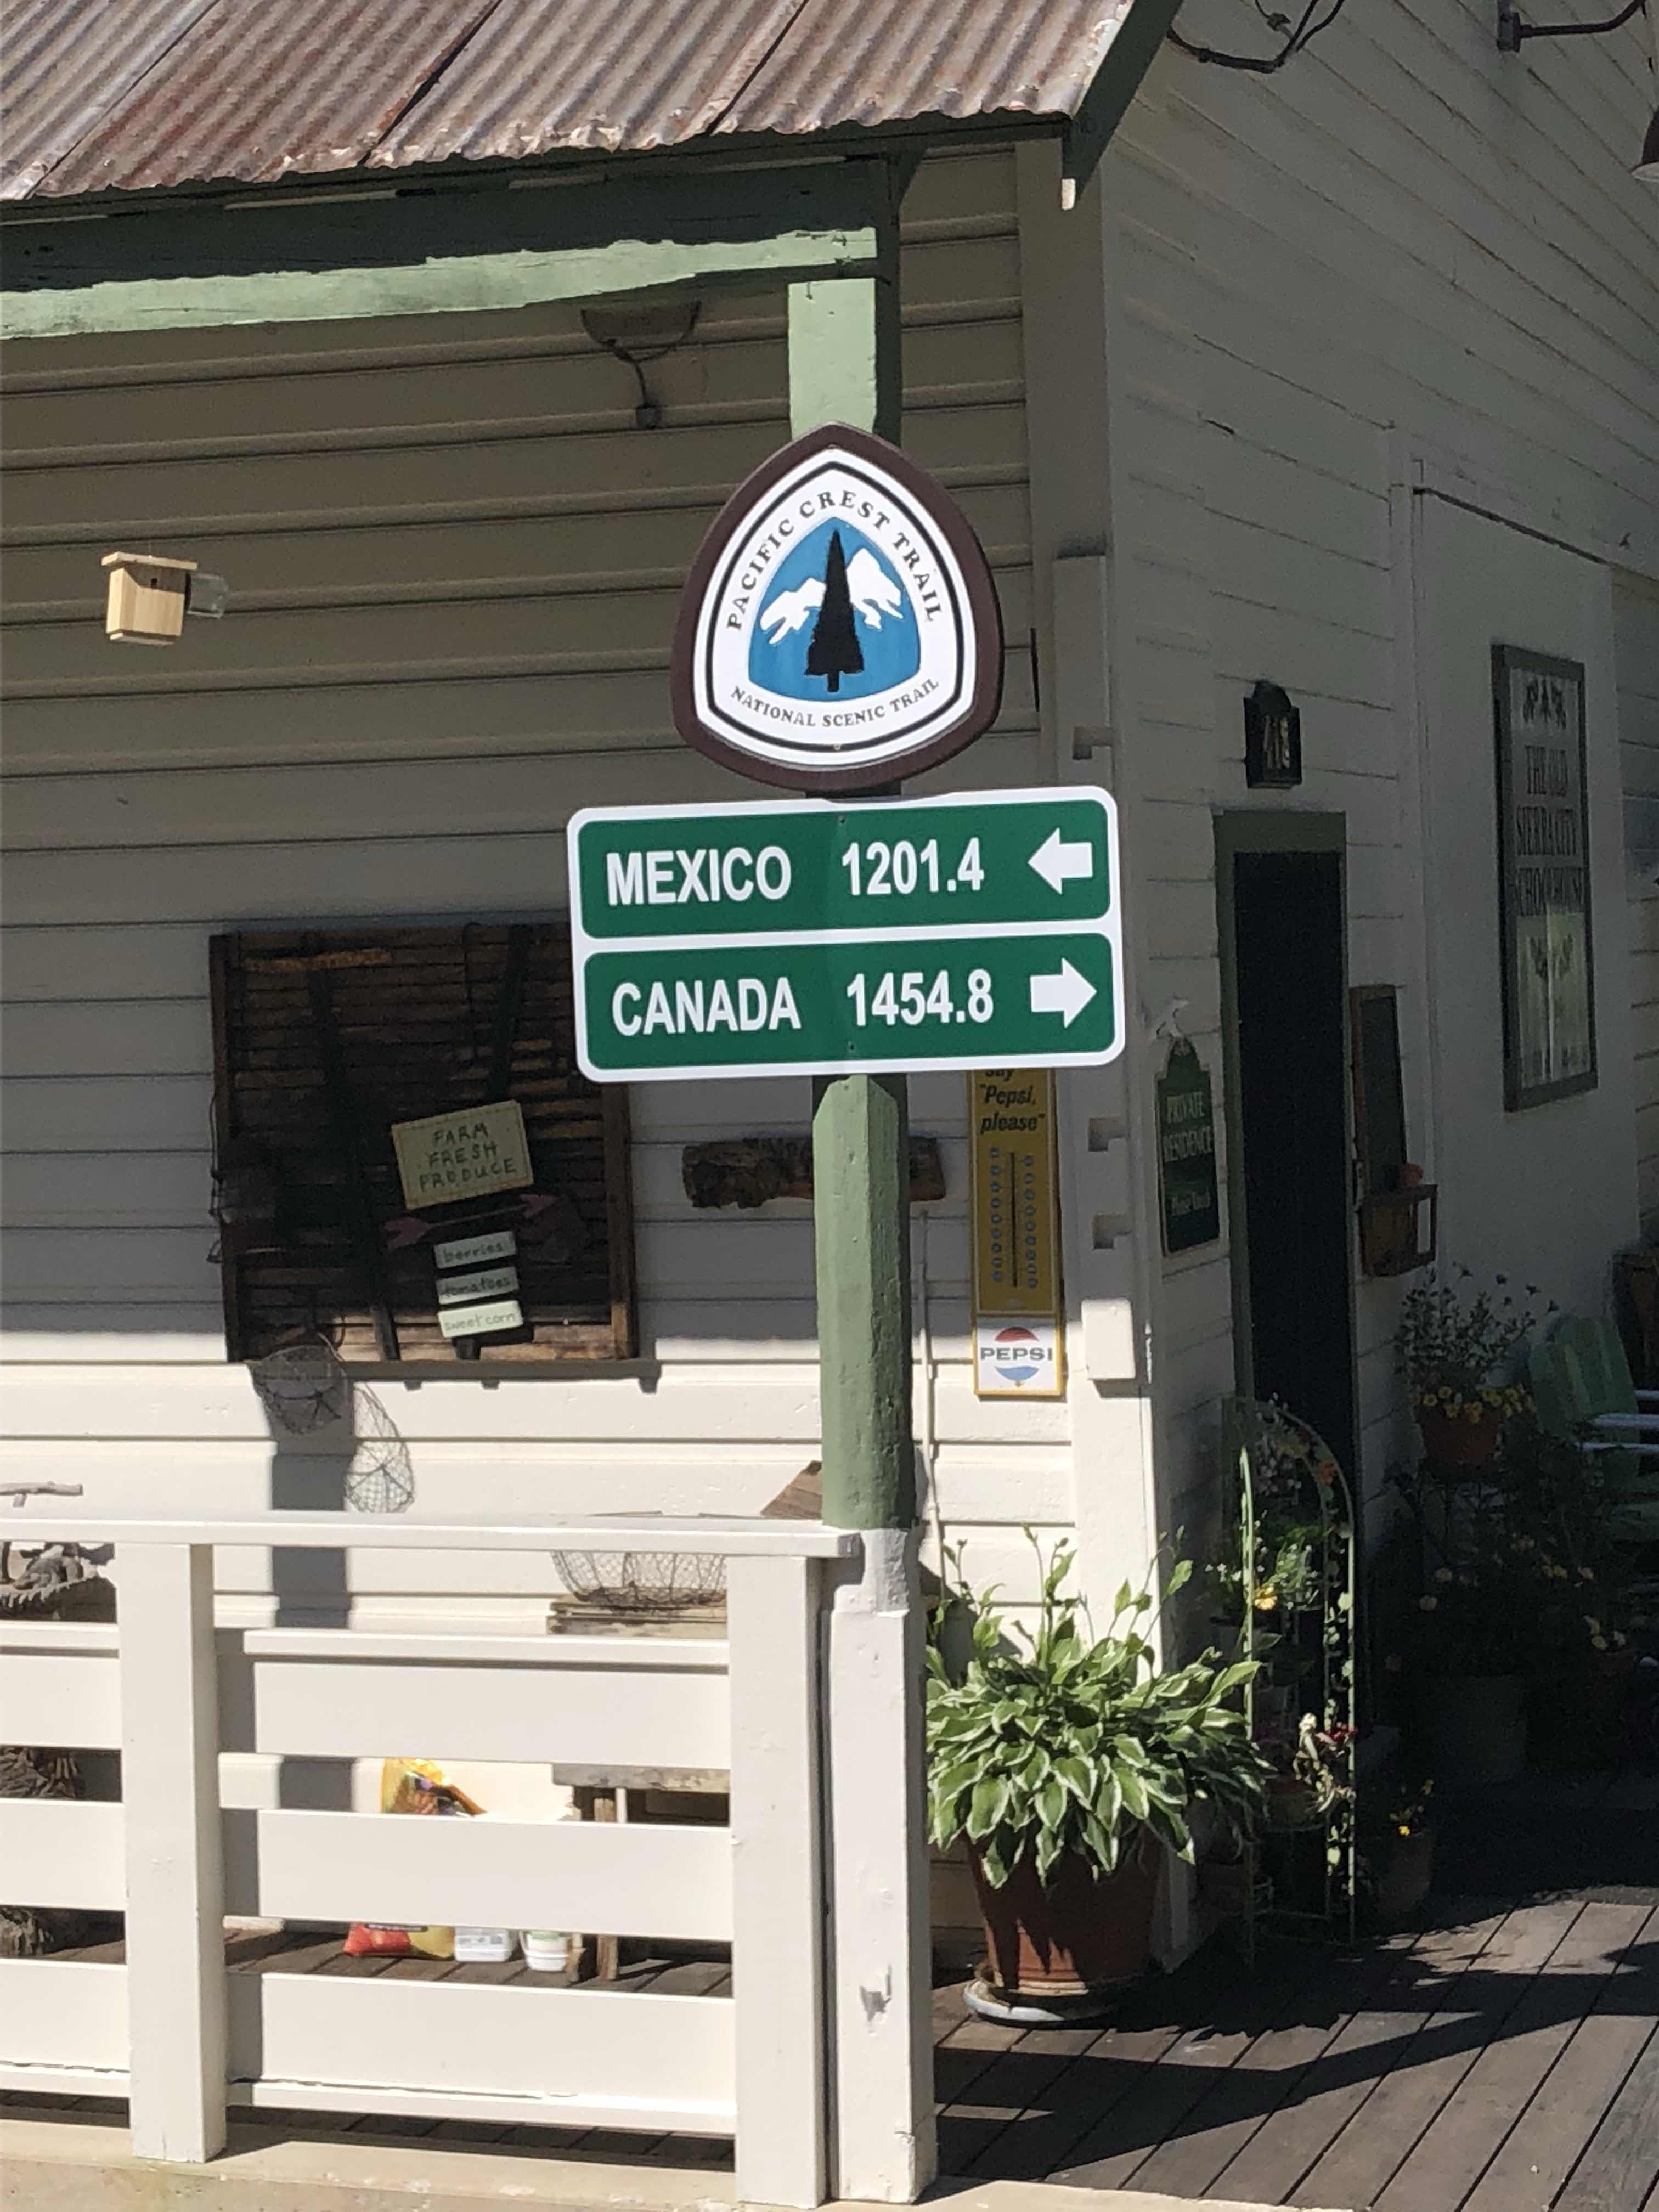 PACIFIC CREST TRAIL
NATIONAL SCENIC TRAIL
MEXICO 1201.4
CANADA 1454.8
say
"Pepsi,
please"
PEPSI
FARM
FRESH
PRODUCE
berries
tomatoes
sweet corn
PRIVATE
RESIDENCE
THE OLD
SIERRA CITY
SCHOOLHOUSE